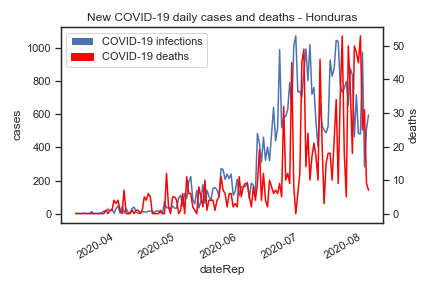 New COVID-19 daily cases and deaths - Honduras
COVID-19 infections
COVID-19 deaths
1000
800
600
400
200
0
cases
50
40
30
20
10
0
deaths
2020-04
2020-05
2020-06
2020-07
2020-08
dateRep